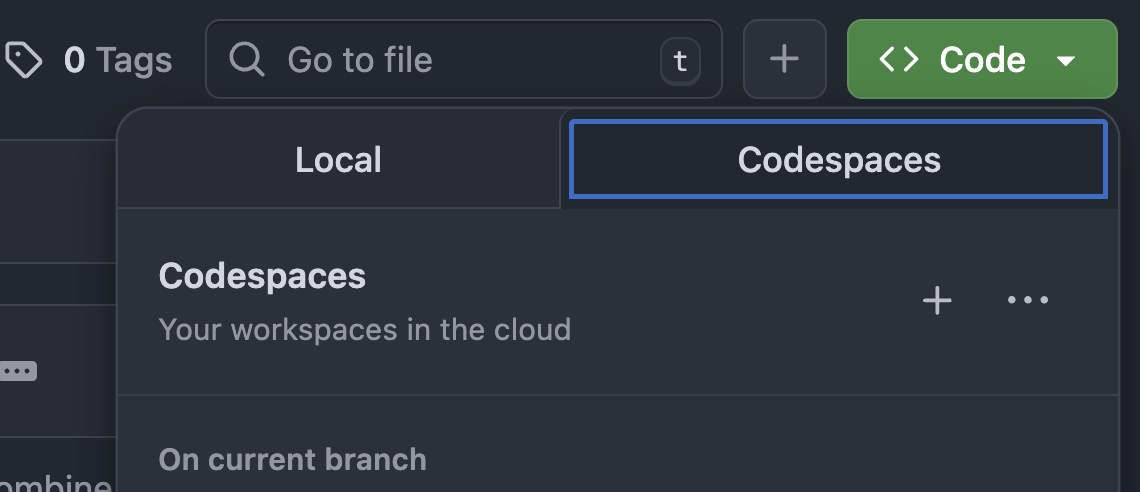 0 Tags
Go to file
t
Code
Local
Codespaces
Codespaces
Your workspaces in the cloud
On current branch
ombine